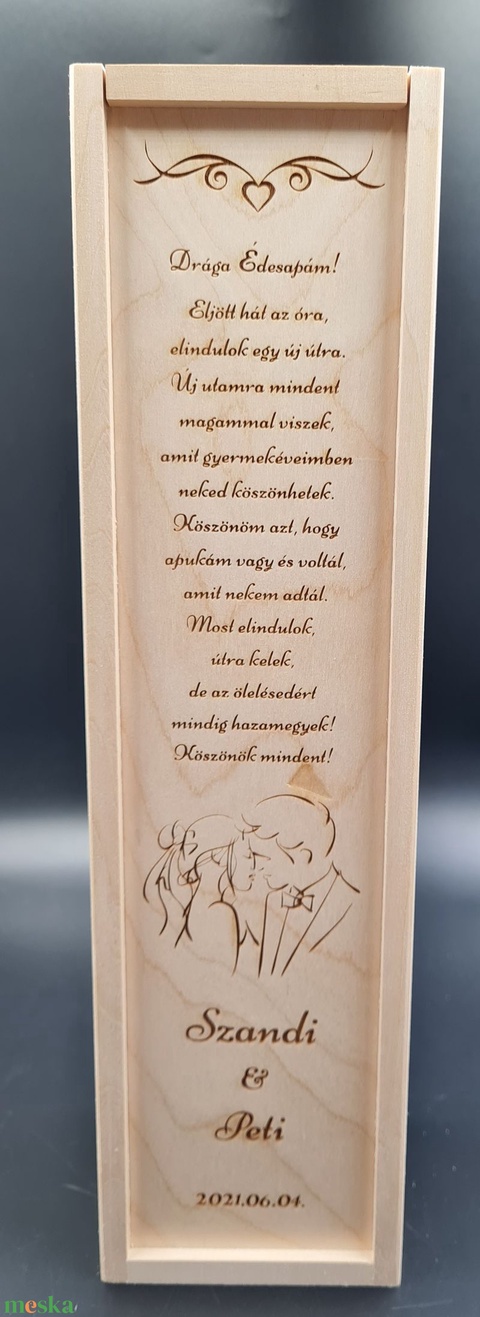 Drága Édesapám!
Eljött hát az óra,
elindulok egy új útra.
Új utamra mindent
magammal viszek,
amit gyermekéveimben
neked köszönhetek.
Köszönöm azt, hogy
apukám vagy és voltál,
amit nekem adtál.
Most elindulok,
útra kelek,
de az ölelésedért
mindig hazamegyek!
Köszönök mindent!
Szandi
&
Peti
2021.06.04.
meska